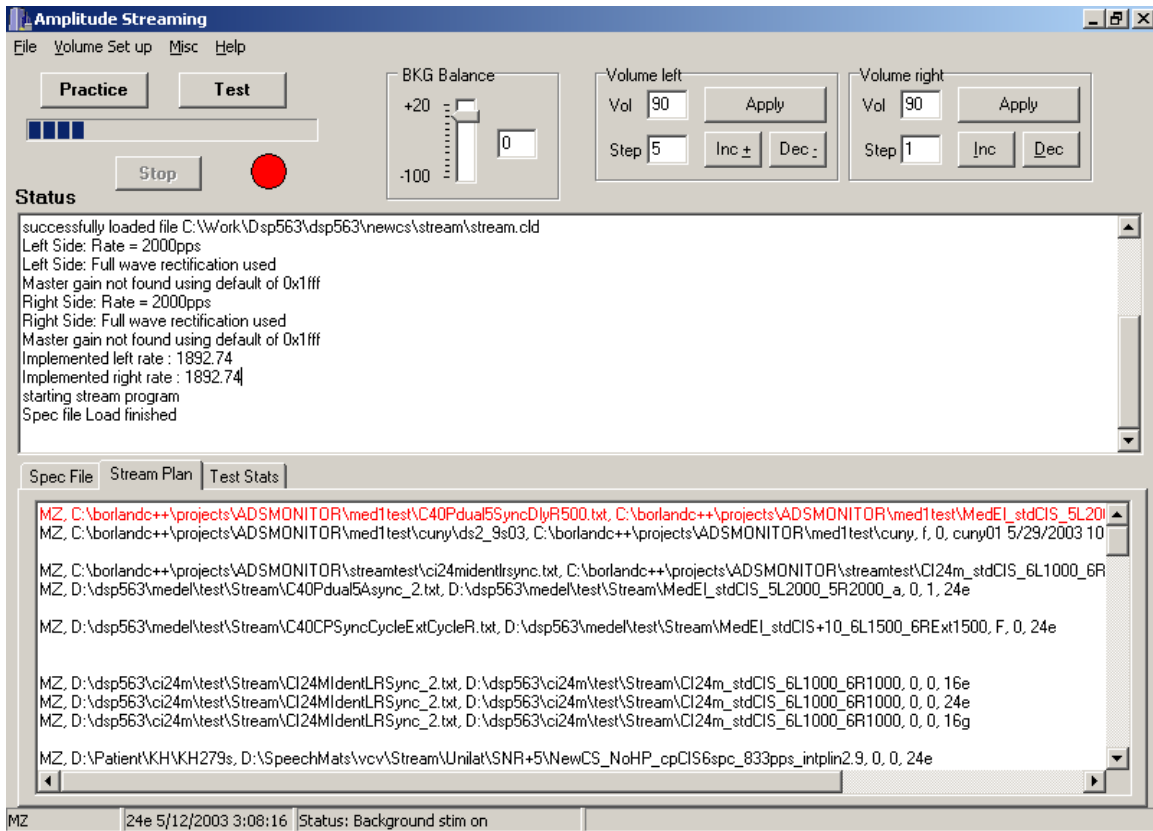 Amplitude Streaming
File Volume Set up Misc Help
Practice Test
Stop
BKG Balance
+20
0
-100
Volume left
Vol 90 Apply
Step 5 Inc + Dec -
Volume right
Vol 90 Apply
Step 1 Inc Dec
Status
successfully loaded file C:\Work\Dsp563\dsp563\newcs\stream\stream.cld
Left Side: Rate = 2000pps
Left Side: Full wave rectification used
Master gain not found using default of 0x1fff
Right Side: Rate = 2000pps
Right Side: Full wave rectification used
Master gain not found using default of 0x1fff
Implemented left rate : 1892.74
Implemented right rate : 1892.74
starting stream program
Spec file Load finished
Spec File Stream Plan Test Stats
MZ, C:\borlandc++\projects\ADSMONITOR\med1test\C40Pdual5SyncDlyR500.txt, C:\borlandc++\projects\ADSMONITOR\med1test\MedEl_stdCIS_5L20
MZ, C:\borlandc++\projects\ADSMONITOR\med1test\cuny\ds2_9s03, C:\borlandc++\projects\ADSMONITOR\med1test\cuny, f, 0, cuny01 5/29/2003 10
MZ, C:\borlandc++\projects\ADSMONITOR\streamtest\ci24midentlrsync.txt, C:\borlandc++\projects\ADSMONITOR\streamtest\CI24m_stdCIS_6L1000_6R
MZ, D:\dsp563\medel\test\Stream\C40Pdual5Async_2.txt, D:\dsp563\medel\test\Stream\MedEl_stdCIS_5L2000_5R2000_a, 0, 1, 24e
MZ, D:\dsp563\medel\test\Stream\C40CPSyncCycleExtCycleR.txt, D:\dsp563\medel\test\Stream\MedEl_stdCIS+10_6L1500_6RExt1500, F, 0, 24e
MZ, D:\dsp563\ci24m\test\Stream\CI24MIdentLRSync_2.txt, D:\dsp563\ci24m\test\Stream\CI24m_stdCIS_6L1000_6R1000, 0, 0, 16e
MZ, D:\dsp563\ci24m\test\Stream\CI24MIdentLRSync_2.txt, D:\dsp563\ci24m\test\Stream\CI24m_stdCIS_6L1000_6R1000, 0, 0, 24e
MZ, D:\dsp563\ci24m\test\Stream\CI24MIdentLRSync_2.txt, D:\dsp563\ci24m\test\Stream\CI24m_stdCIS_6L1000_6R1000, 0, 0, 16g
MZ, D:\Patient\KH\KH279s, D:\SpeechMats\vcv\Stream\Unilat\SNR+5\NewCS_NoHP_cpCIS6spc_833pps_intplin2.9, 0, 0, 24e
MZ 24e 5/12/2003 3:08:16 Status: Background stim on